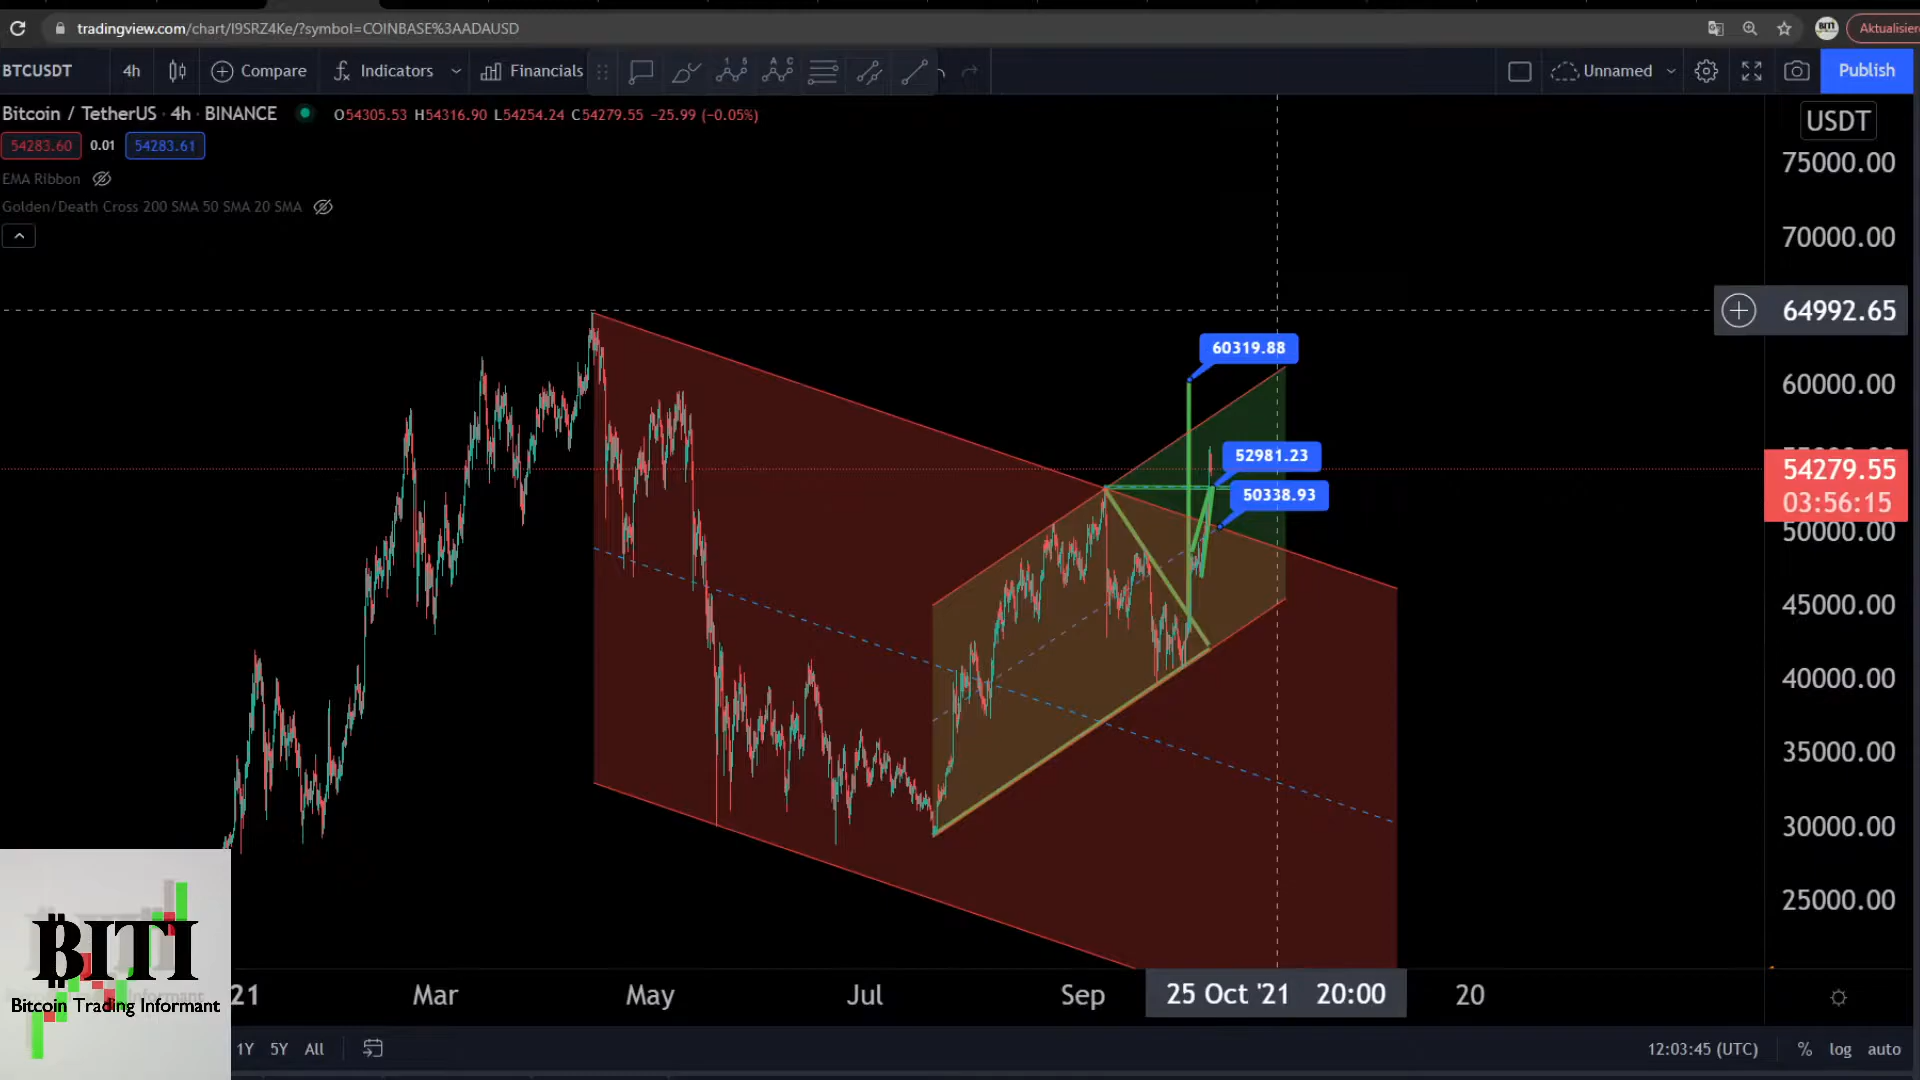 tradingview.com/chart/I9SRZ4Ke/?symbol=COINBASE%3AADAUSD
Aktualisier
BTCUSDT 4h Compare Indicators Financials Unnamed Publish
Bitcoin / TetherUS · 4h · BINANCE O54305.53 H54316.90 L54254.24 C54279.55 −25.99 (−0.05%)
USDT
54283.60 0.01 54283.61
75000.00
EMA Ribbon
Golden/Death Cross 200 SMA 50 SMA 20 SMA
70000.00
64992.65
60319.88
60000.00
52981.23
54279.55
50338.93
03:56:15
50000.00
45000.00
40000.00
35000.00
30000.00
25000.00
BITI
Bitcoin Trading Informant
21 Mar May Jul Sep 25 Oct '21 20:00 20
1Y 5Y All 12:03:45 (UTC) % log auto